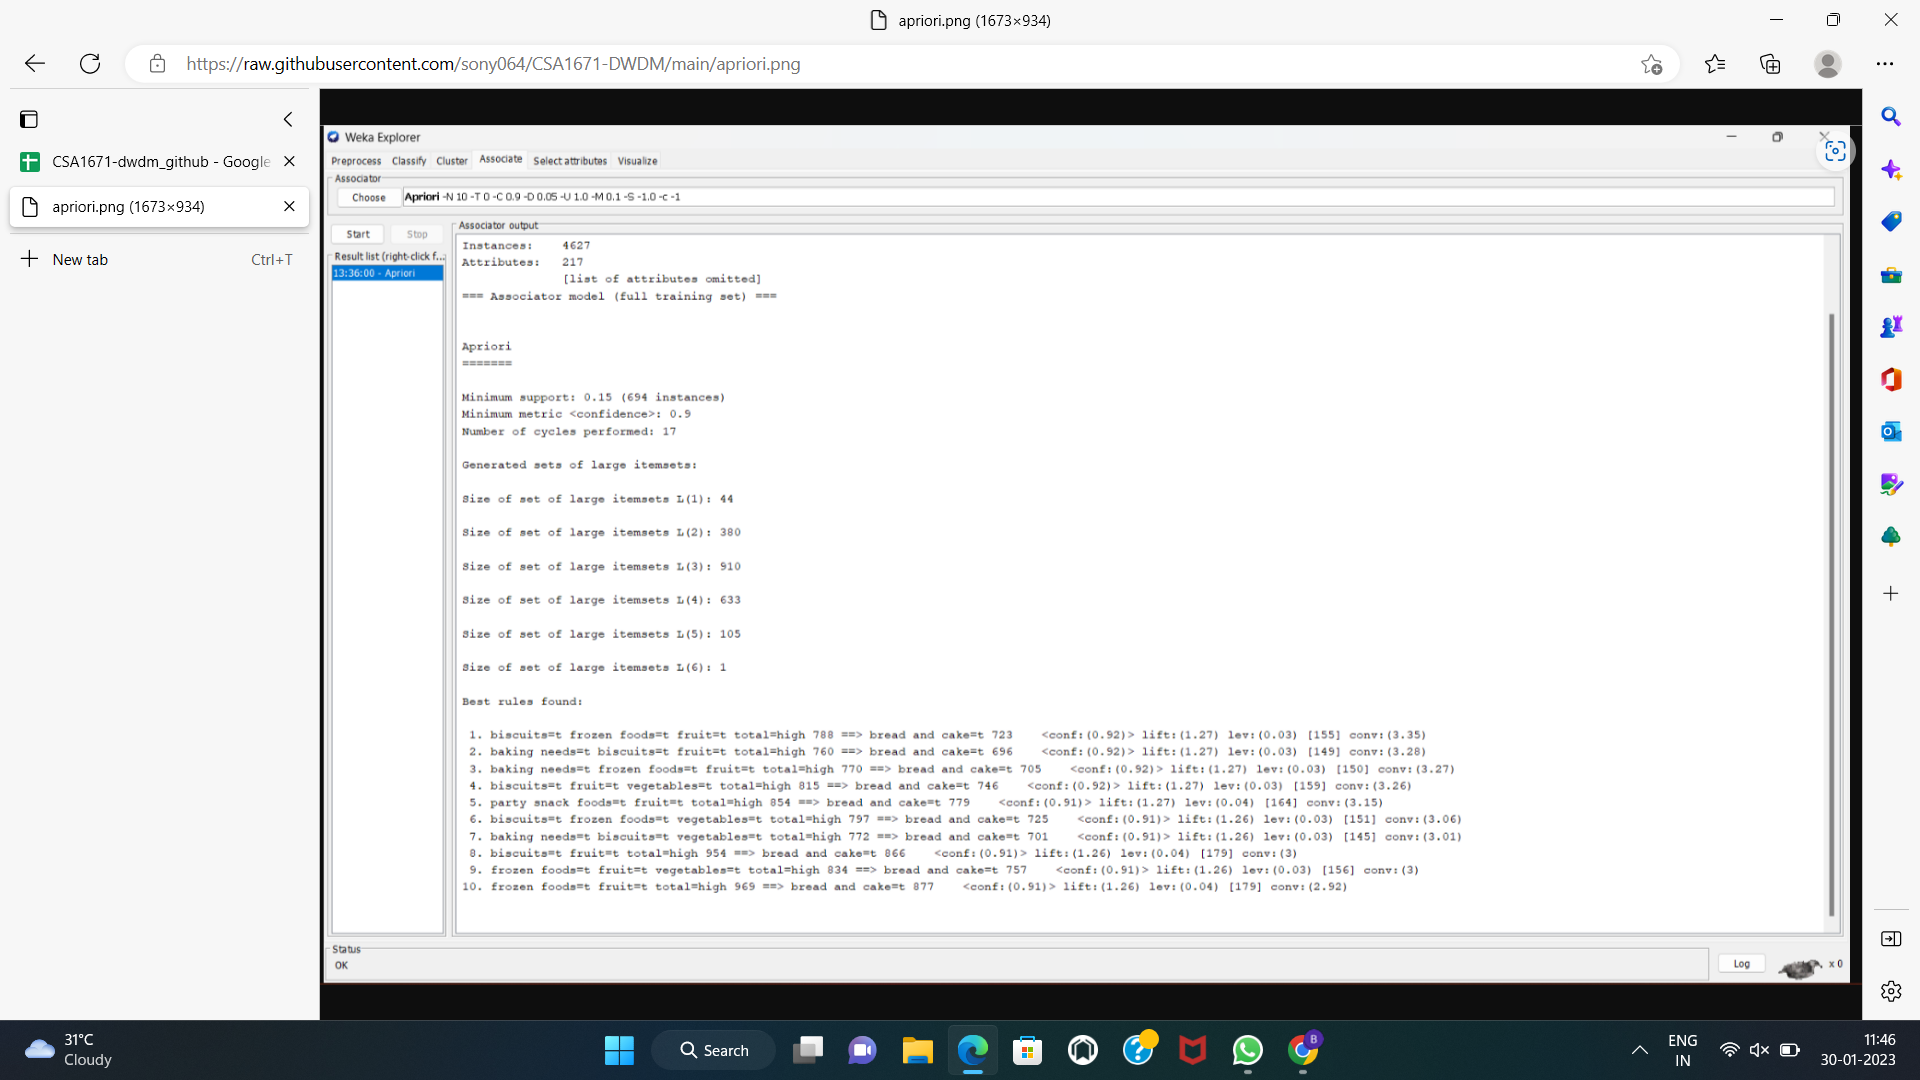 apriori.png (1673×934)
https://raw.githubusercontent.com/sony064/CSA1671-DWDM/main/apriori.png
CSA1671-dwdm_github - Google
apriori.png (1673×934)
New tab Ctrl+T
Weka Explorer
Preprocess Classify Cluster Associate Select attributes Visualize
Associator
Choose Apriori -N 10 -T 0 -C 0.9 -D 0.05 -U 1.0 -M 0.1 -S -1.0 -c -1
Start Stop
Result list (right-click f...
13:36:00 - Apriori
Associator output
Instances: 4627
Attributes: 217
[list of attributes omitted]
=== Associator model (full training set) ===
Apriori
=======
Minimum support: 0.15 (694 instances)
Minimum metric <confidence>: 0.9
Number of cycles performed: 17
Generated sets of large itemsets:
Size of set of large itemsets L(1): 44
Size of set of large itemsets L(2): 380
Size of set of large itemsets L(3): 910
Size of set of large itemsets L(4): 633
Size of set of large itemsets L(5): 105
Size of set of large itemsets L(6): 1
Best rules found:
1. biscuits=t frozen foods=t fruit=t total=high 788 ==> bread and cake=t 723 <conf:(0.92)> lift:(1.27) lev:(0.03) [155] conv:(3.35)
2. baking needs=t biscuits=t fruit=t total=high 760 ==> bread and cake=t 696 <conf:(0.92)> lift:(1.27) lev:(0.03) [149] conv:(3.28)
3. baking needs=t frozen foods=t fruit=t total=high 770 ==> bread and cake=t 705 <conf:(0.92)> lift:(1.27) lev:(0.03) [150] conv:(3.27)
4. biscuits=t fruit=t vegetables=t total=high 815 ==> bread and cake=t 746 <conf:(0.92)> lift:(1.27) lev:(0.03) [159] conv:(3.26)
5. party snack foods=t fruit=t total=high 854 ==> bread and cake=t 779 <conf:(0.91)> lift:(1.27) lev:(0.04) [164] conv:(3.15)
6. biscuits=t frozen foods=t vegetables=t total=high 797 ==> bread and cake=t 725 <conf:(0.91)> lift:(1.26) lev:(0.03) [151] conv:(3.06)
7. baking needs=t biscuits=t vegetables=t total=high 772 ==> bread and cake=t 701 <conf:(0.91)> lift:(1.26) lev:(0.03) [145] conv:(3.01)
8. biscuits=t fruit=t total=high 954 ==> bread and cake=t 866 <conf:(0.91)> lift:(1.26) lev:(0.04) [179] conv:(3)
9. frozen foods=t fruit=t vegetables=t total=high 834 ==> bread and cake=t 757 <conf:(0.91)> lift:(1.26) lev:(0.03) [156] conv:(3)
10. frozen foods=t fruit=t total=high 969 ==> bread and cake=t 877 <conf:(0.91)> lift:(1.26) lev:(0.04) [179] conv:(2.92)
Status
OK
Log
x 0
31°C
Cloudy
Search
B
ENG
IN
11:46
30-01-2023